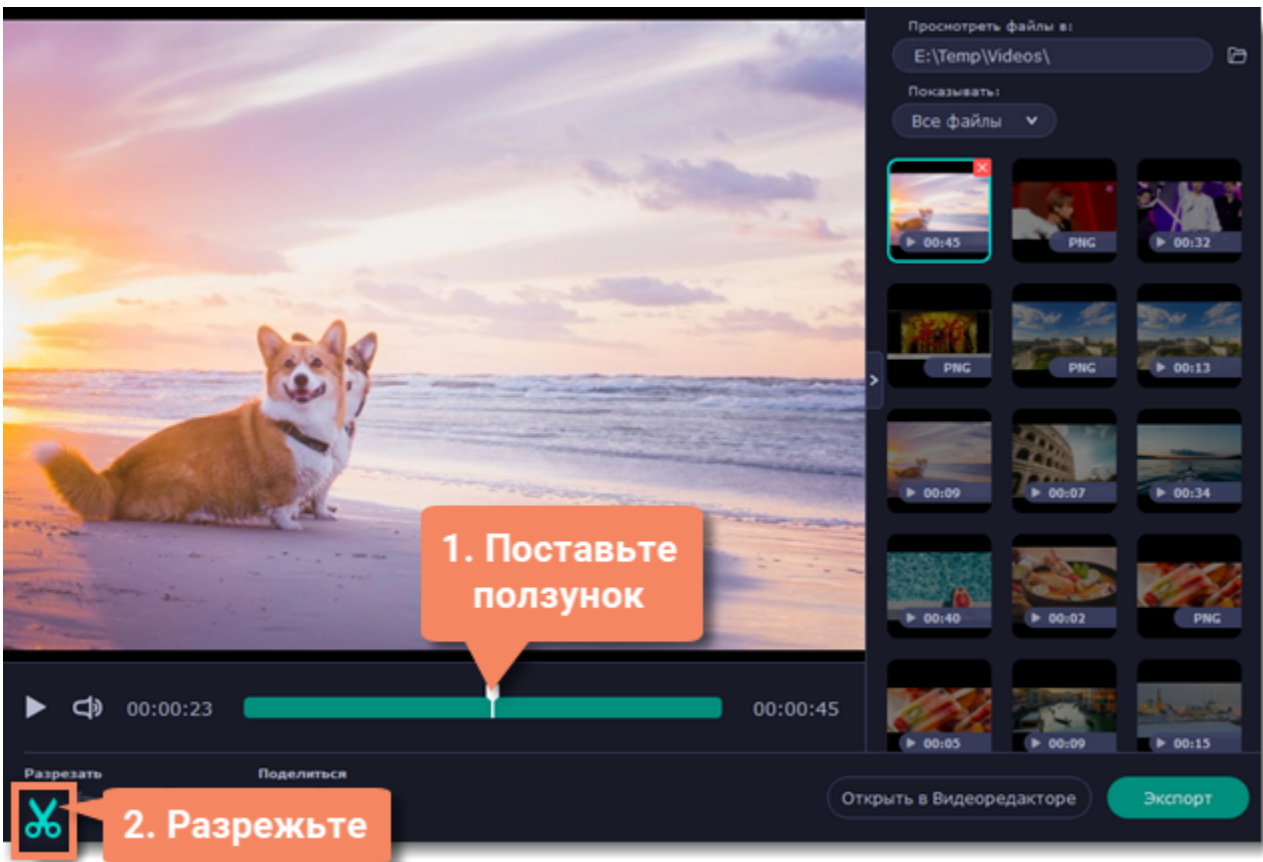 Просмотреть файлы в:
E:\Temp\Videos\
Показывать:
Все файлы
00:45
PNG
00:32
PNG
PNG
00:13
00:09
00:07
00:34
00:40
00:02
PNG
00:05
00:09
00:15
1. Поставьте
ползунок
00:00:23
00:00:45
Разрезать
Поделиться
2. Разрежьте
Открыть в Видеоредакторе
Экспорт